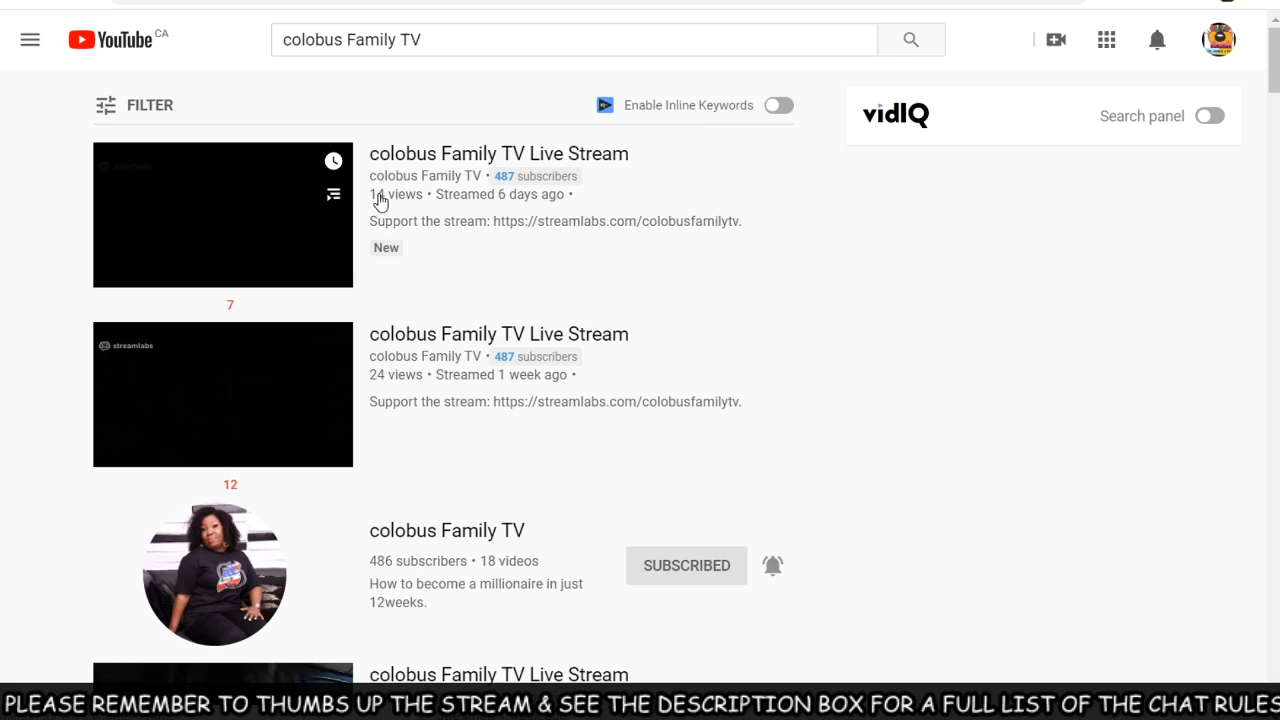 YouTube CA
colobus Family TV
FILTER
Enable Inline Keywords
vidIQ
Search panel
colobus Family TV Live Stream
colobus Family TV • 487 subscribers
14 views • Streamed 6 days ago •
Support the stream: https://streamlabs.com/colobusfamilytv.
New
7
colobus Family TV Live Stream
colobus Family TV • 487 subscribers
24 views • Streamed 1 week ago •
streamlabs
Support the stream: https://streamlabs.com/colobusfamilytv.
12
colobus Family TV
486 subscribers • 18 videos
SUBSCRIBED
How to become a millionaire in just
12weeks.
colobus Family TV Live Stream
PLEASE REMEMBER TO THUMBS UP THE STREAM & SEE THE DESCRIPTION BOX FOR A FULL LIST OF THE CHAT RULES